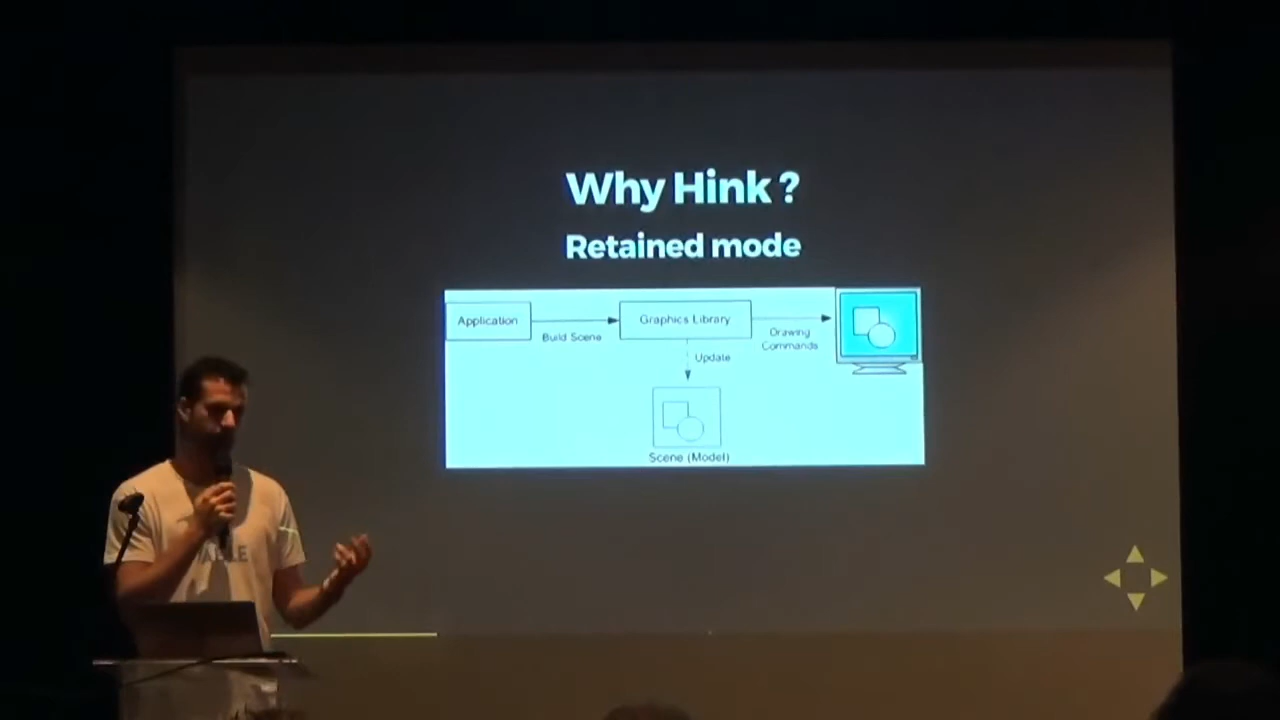 Why Hink ?
Retained mode
Application
Build Scene
Graphics Library
Drawing
Commands
Update
Scene (Model)